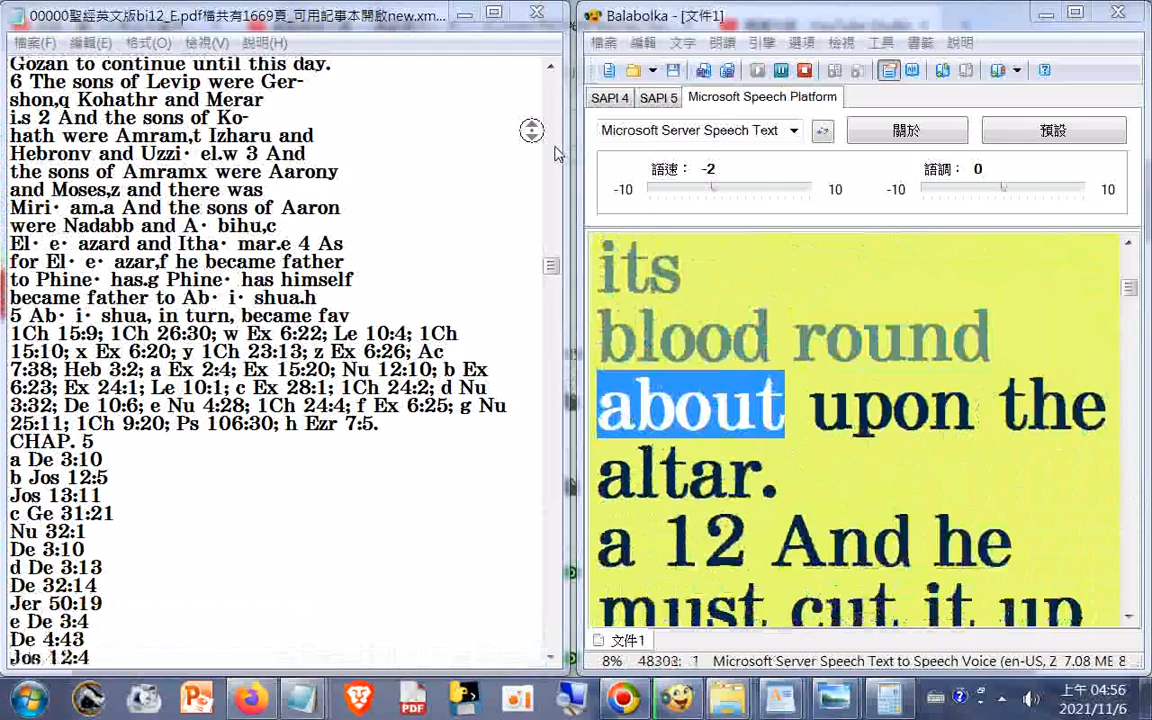 00000聖經英文版bi12_E.pdf檔共有1669頁_可用記事本開啟new.xm...
檔案(F) 編輯(E) 格式(O) 檢視(V) 說明(H)
Gozan to continue until this day.
6 The sons of Levip were Ger-
shon,q Kohathr and Merar
i.s 2 And the sons of Ko-
hath were Amram,t Izharu and
Hebronv and Uzzi· el.w 3 And
the sons of Amramx were Aarony
and Moses,z and there was
Miri· am.a And the sons of Aaron
were Nadabb and A· bihu,c
El· e· azard and Itha· mar.e 4 As
for El· e· azar,f he became father
to Phine· has.g Phine· has himself
became father to Ab· i· shua.h
5 Ab· i· shua, in turn, became fav
1Ch 15:9; 1Ch 26:30; w Ex 6:22; Le 10:4; 1Ch
15:10; x Ex 6:20; y 1Ch 23:13; z Ex 6:26; Ac
7:38; Heb 3:2; a Ex 2:4; Ex 15:20; Nu 12:10; b Ex
6:23; Ex 24:1; Le 10:1; c Ex 28:1; 1Ch 24:2; d Nu
3:32; De 10:6; e Nu 4:28; 1Ch 24:4; f Ex 6:25; g Nu
25:11; 1Ch 9:20; Ps 106:30; h Ezr 7:5.
CHAP. 5
a De 3:10
b Jos 12:5
Jos 13:11
c Ge 31:21
Nu 32:1
De 3:10
d De 3:13
De 32:14
Jer 50:19
e De 3:4
De 4:43
Jos 12:4
Balabolka - [文件1]
檔案 編輯 文字 朗讀 引擎 選項 檢視 工具 書籤 說明
SAPI 4 SAPI 5 Microsoft Speech Platform
Microsoft Server Speech Text 關於 預設
語速： -2 語調： 0
-10 10 -10 10
its
blood round
about upon the
altar.
a 12 And he
must cut it up
文件1
8% 48302: 1 Microsoft Server Speech Text to Speech Voice (en-US, Z 7.08 MB 8
PDF
上午 04:56
2021/11/6